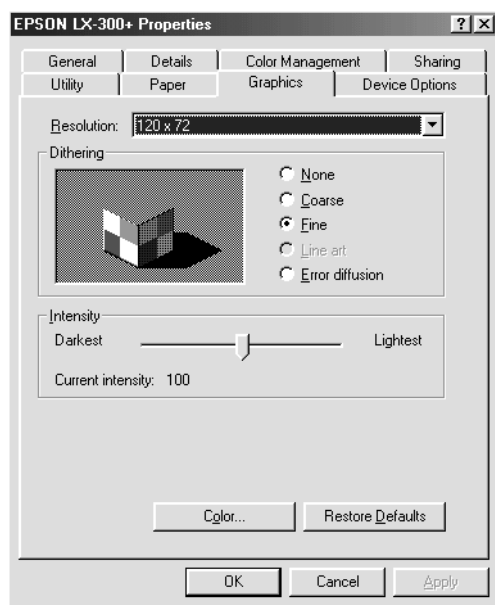 EPSON LX-300+ Properties
General Details Color Management Sharing
Utility Paper Graphics Device Options
Resolution: 120 x 72
Dithering
None
Coarse
Fine
Line art
Error diffusion
Intensity
Darkest Lightest
Current intensity: 100
Color... Restore Defaults
OK Cancel Apply